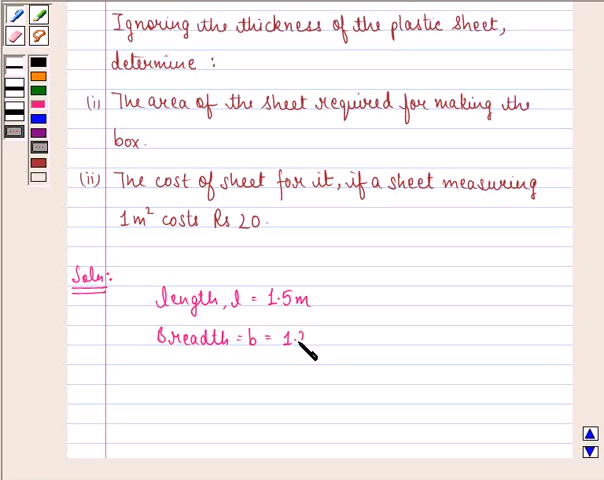 Ignoring the thickness of the plastic sheet,
determine :
(i) The area of the sheet required for making the
box.
(ii) The cost of sheet for it, if a sheet measuring
1m² costs Rs 20.
Soln:
length, l = 1.5m
Breadth = b = 1.2